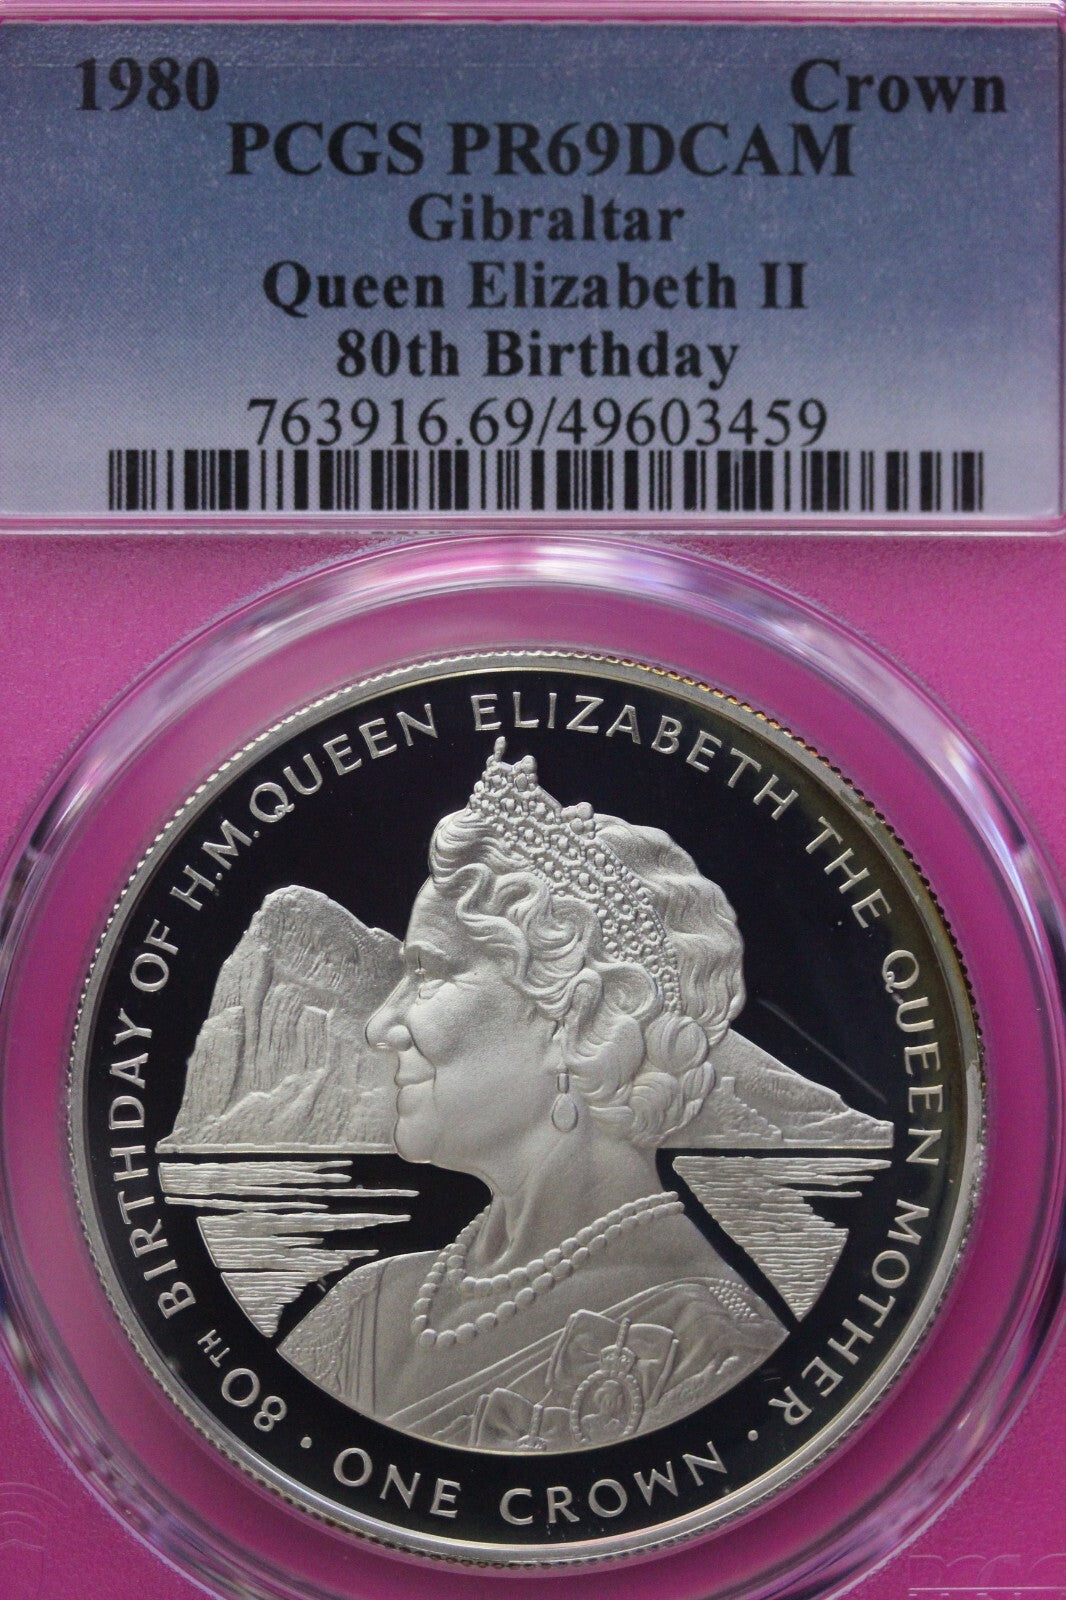 1980 Crown
PCGS PR69DCAM
Gibraltar
Queen Elizabeth II
80th Birthday
763916.69/49603459
80TH BIRTHDAY OF H.M. QUEEN ELIZABETH THE QUEEN MOTHER
· ONE CROWN ·
PCGS